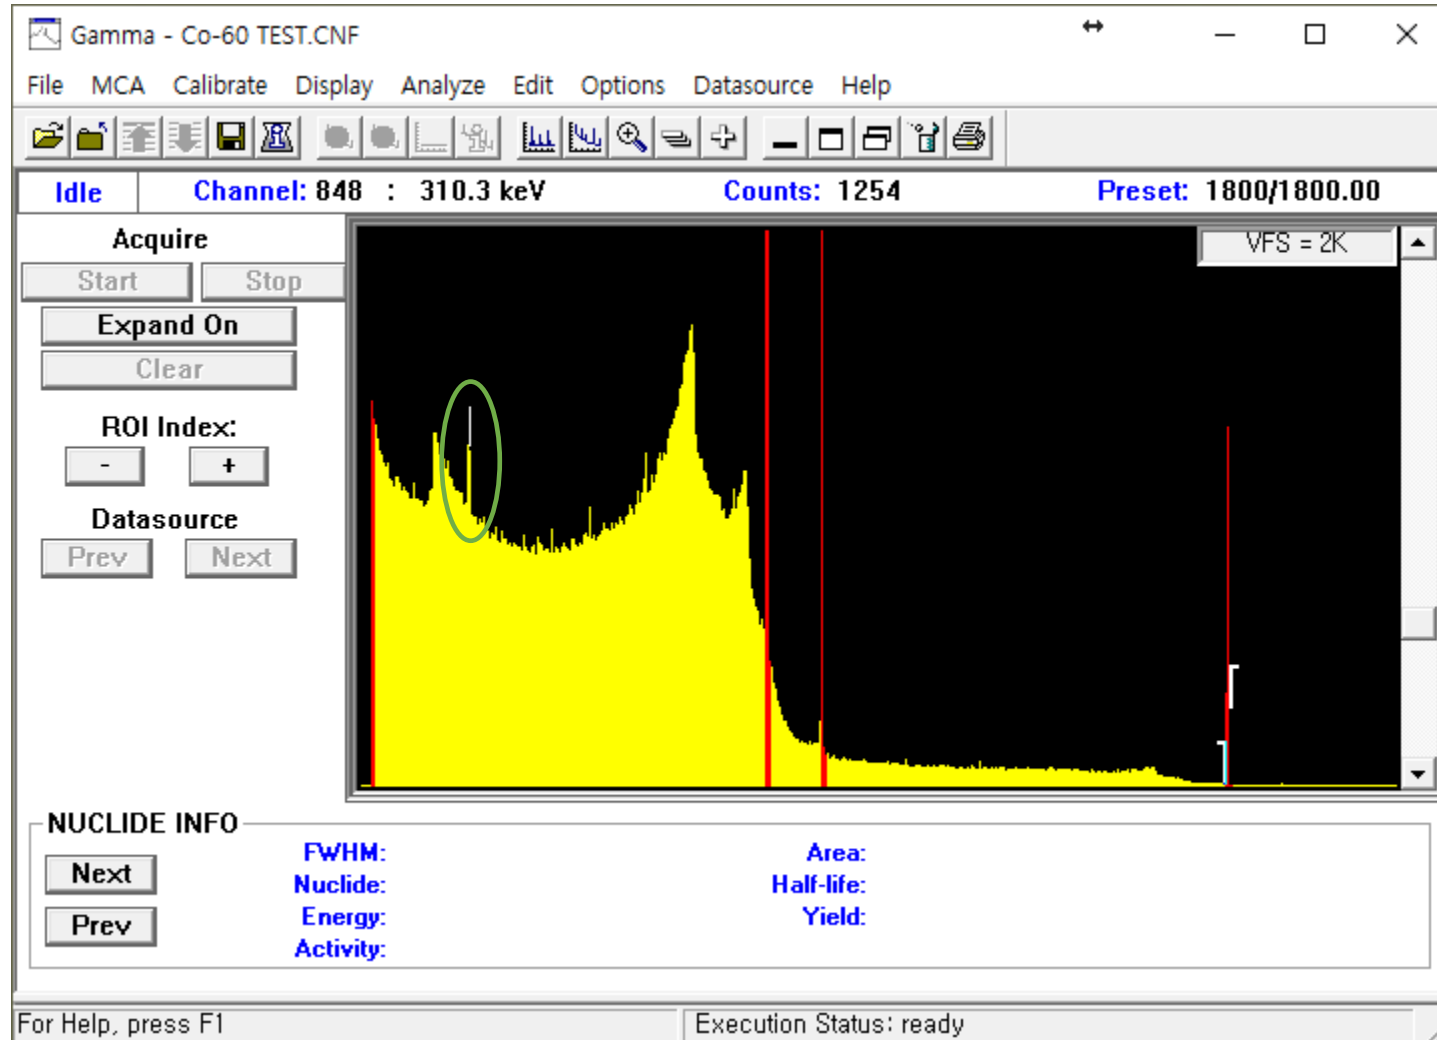 Gamma - Co-60 TEST.CNF
File MCA Calibrate Display Analyze Edit Options Datasource Help
Idle Channel: 848 : 310.3 keV Counts: 1254 Preset: 1800/1800.00
Acquire
Start Stop
Expand On
Clear
ROI Index:
- +
Datasource
Prev Next
VFS = 2K
NUCLIDE INFO
Next
Prev
FWHM: Area:
Nuclide: Half-life:
Energy: Yield:
Activity:
For Help, press F1 Execution Status: ready